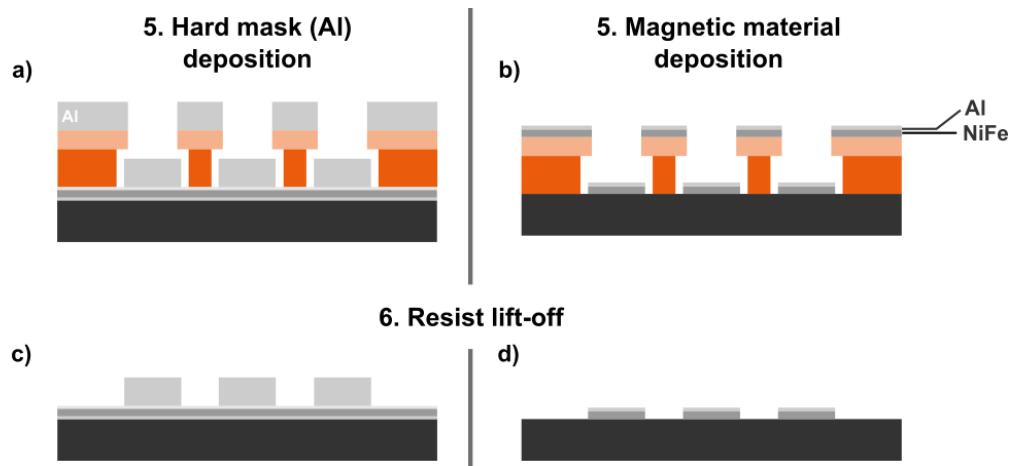 5. Hard mask (Al)
deposition
5. Magnetic material
deposition
a)
b)
Al
Al
NiFe
6. Resist lift-off
c)
d)